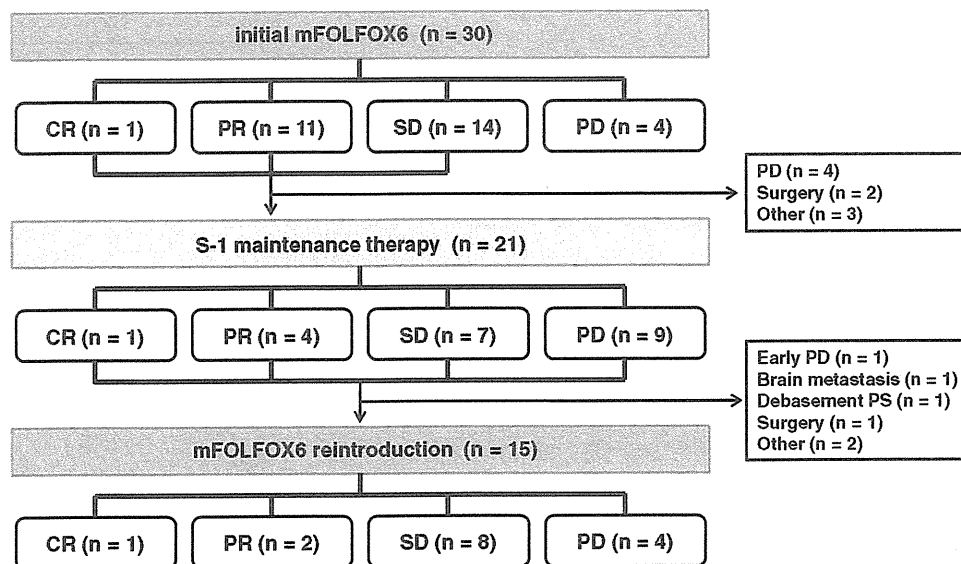 initial mFOLFOX6 (n = 30)
CR (n = 1)
PR (n = 11)
SD (n = 14)
PD (n = 4)
PD (n = 4)
Surgery (n = 2)
Other (n = 3)
S-1 maintenance therapy (n = 21)
CR (n = 1)
PR (n = 4)
SD (n = 7)
PD (n = 9)
Early PD (n = 1)
Brain metastasis (n = 1)
Debasement PS (n = 1)
Surgery (n = 1)
Other (n = 2)
mFOLFOX6 reintroduction (n = 15)
CR (n = 1)
PR (n = 2)
SD (n = 8)
PD (n = 4)